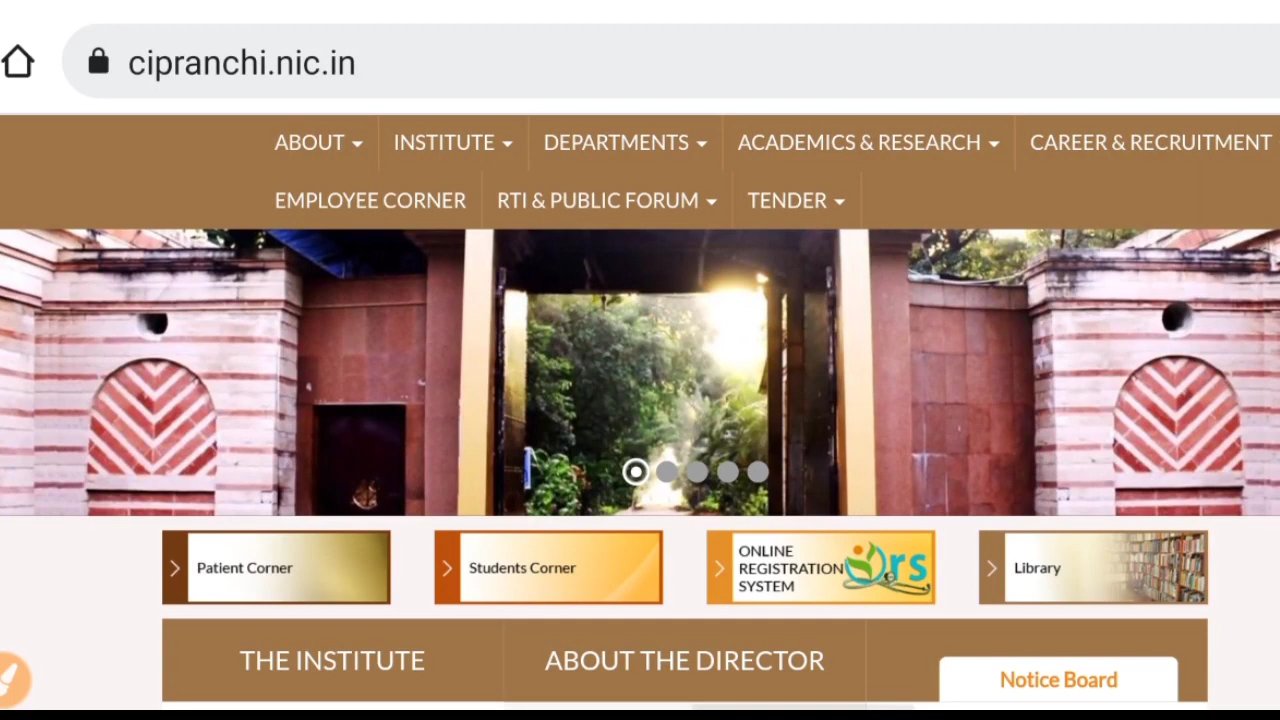 cipranchi.nic.in
ABOUT INSTITUTE DEPARTMENTS ACADEMICS & RESEARCH CAREER & RECRUITMENT
EMPLOYEE CORNER RTI & PUBLIC FORUM TENDER
Patient Corner
Students Corner
ONLINE
REGISTRATION
SYSTEM
ors
Library
THE INSTITUTE
ABOUT THE DIRECTOR
Notice Board